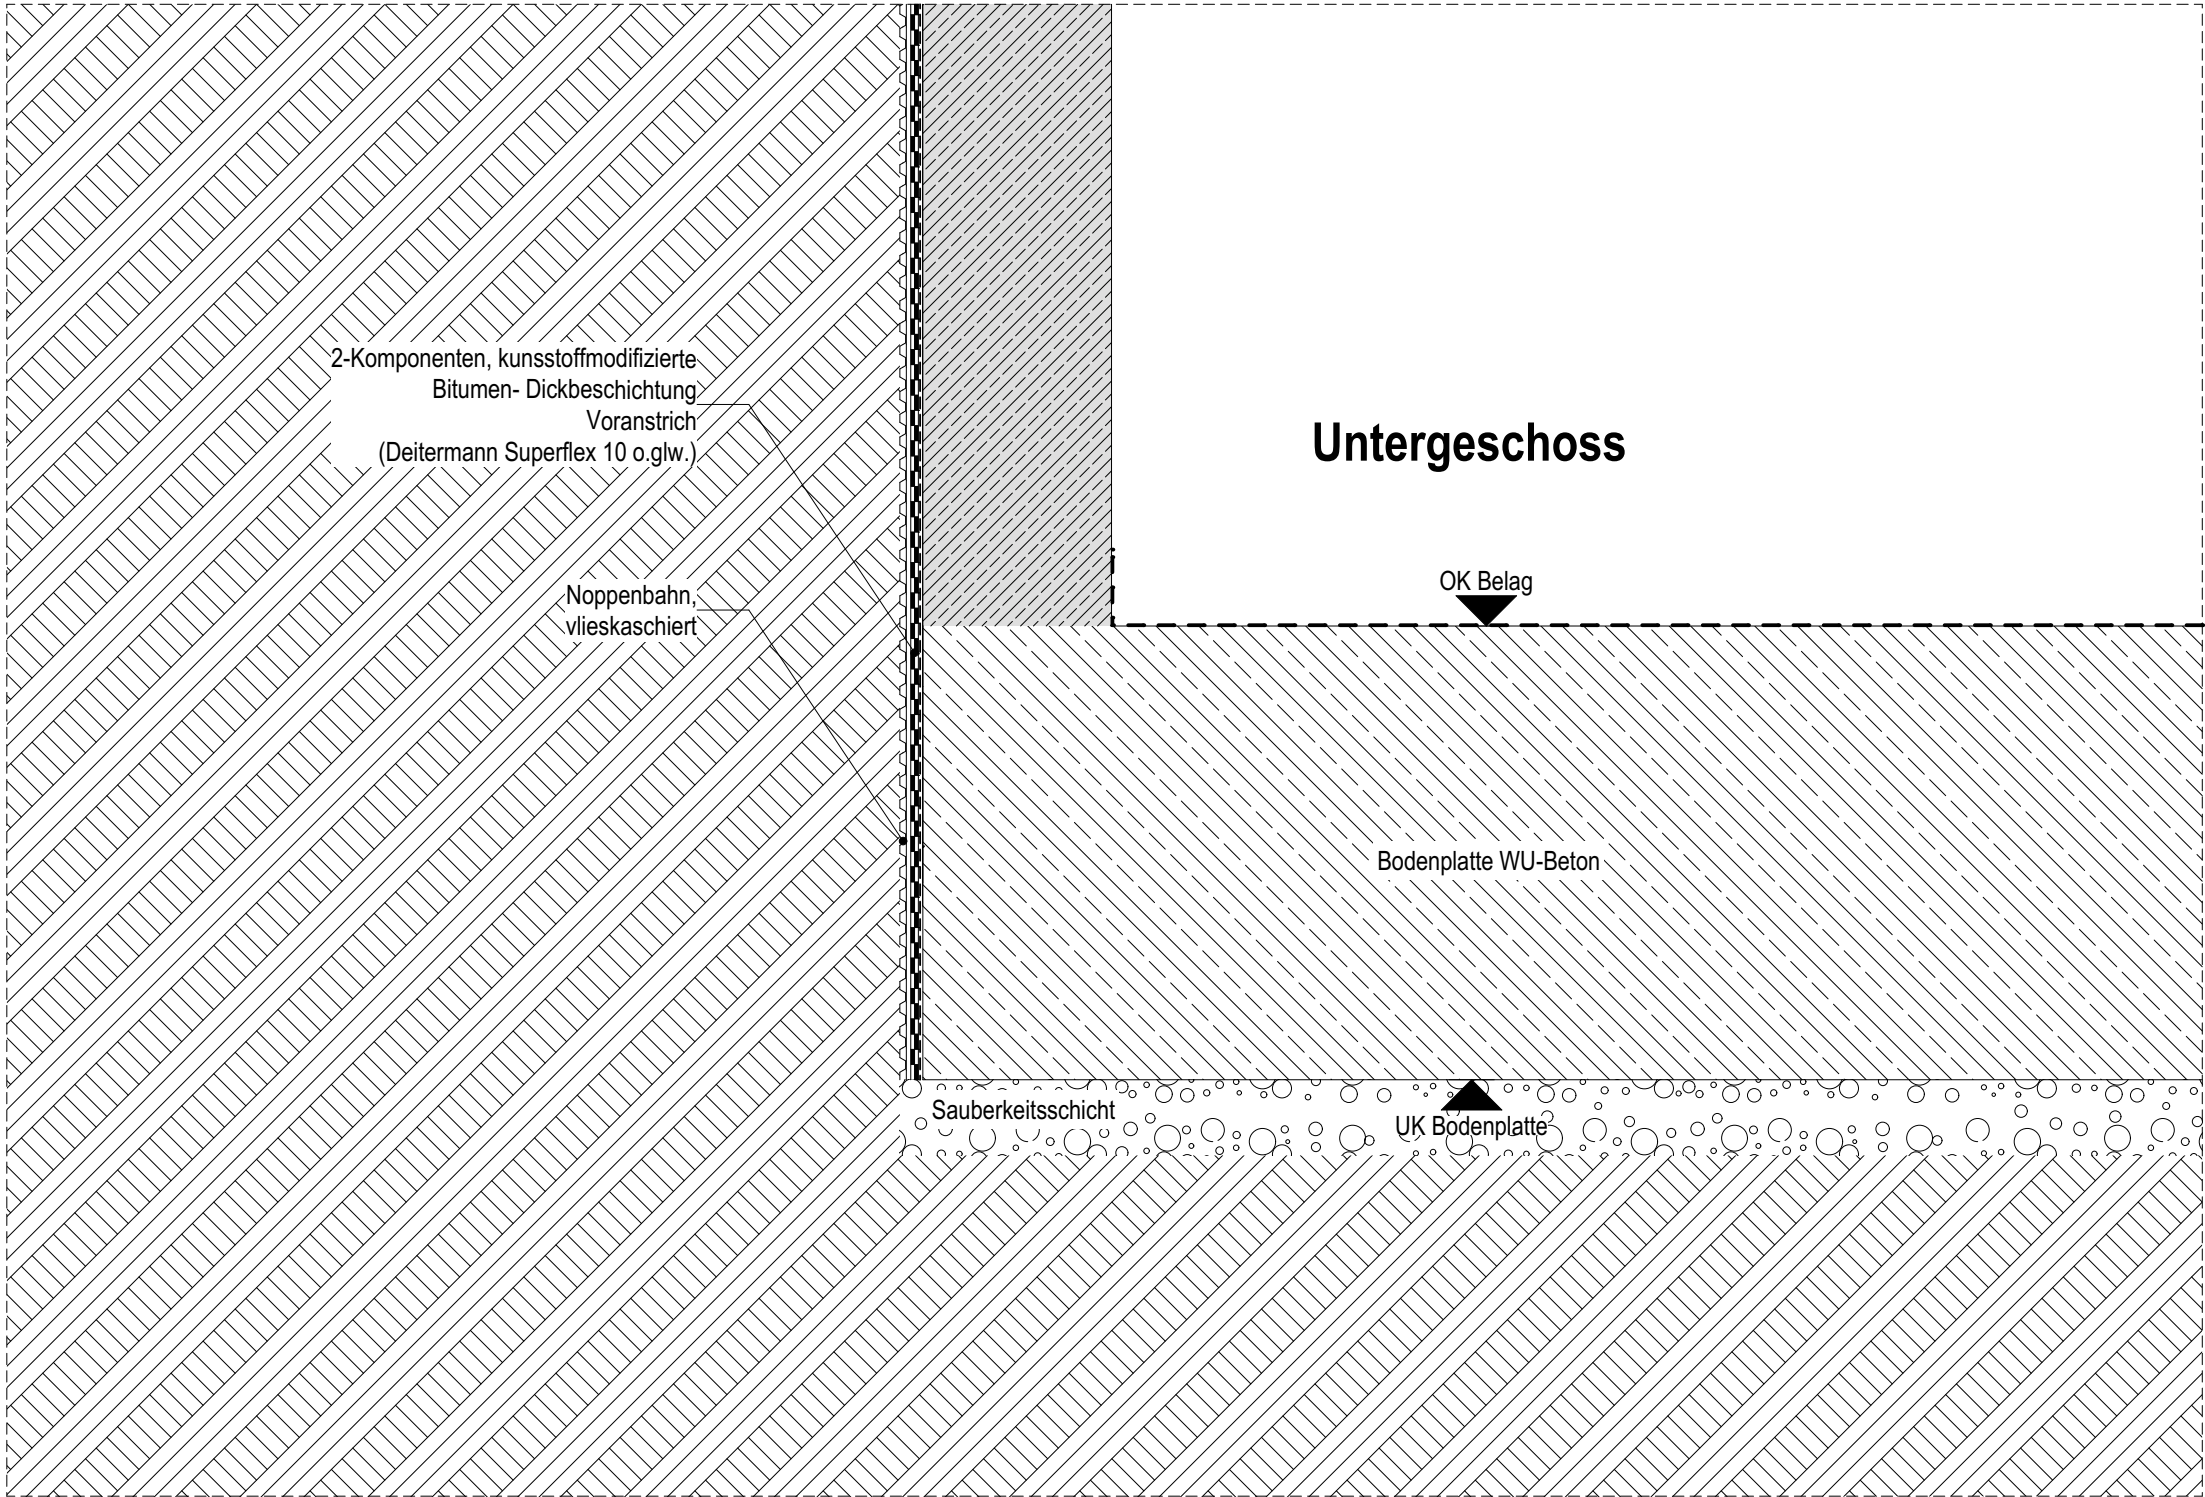 2-Komponenten, kunsstoffmodifizierte
Bitumen- Dickbeschichtung
Voranstrich
(Deitermann Superflex 10 o.glw.)
Untergeschoss
Noppenbahn,
vlieskaschiert
OK Belag
Bodenplatte WU-Beton
Sauberkeitsschicht
UK Bodenplatte